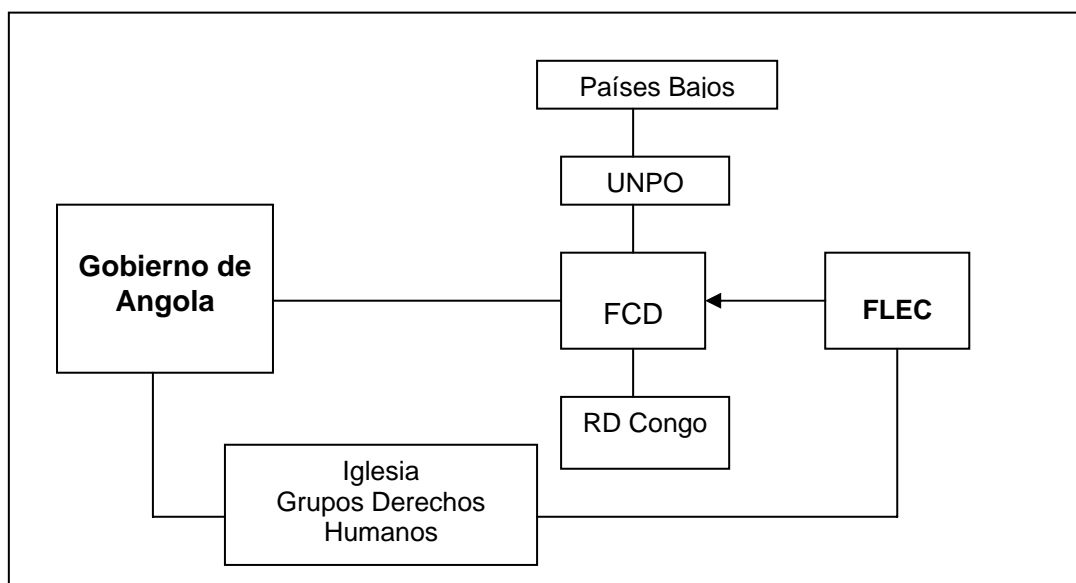 Países Bajos
UNPO
Gobierno de
Angola
FCD
FLEC
RD Congo
Iglesia
Grupos Derechos
Humanos